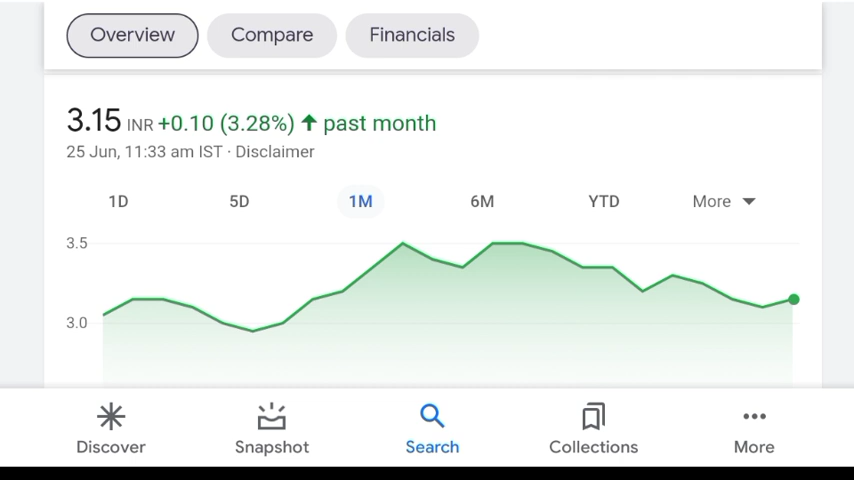 Overview Compare Financials
3.15 INR +0.10 (3.28%) ↑ past month
25 Jun, 11:33 am IST · Disclaimer
1D 5D 1M 6M YTD More
3.5
3.0
Discover Snapshot Search Collections More